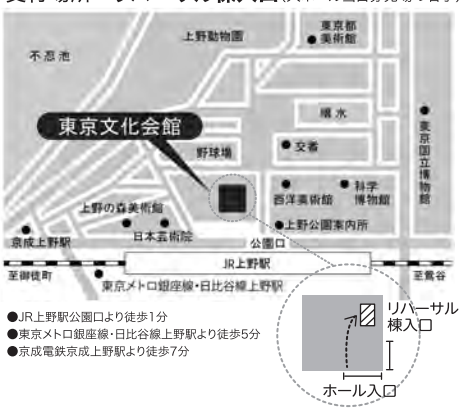 上野動物園
東京都
●美術館
不忍池
噴水
東京文化会館
●交番
野球場
●東京国立博物館
西洋美術館
科学
博物館
上野の森美術館
日本芸術院
●上野公園案内所
京成上野駅
公園口
JR上野駅
至御徒町
至鶯谷
東京メトロ銀座線・日比谷線上野駅
●JR上野駅公園口より徒歩1分
●東京メトロ銀座線・日比谷線上野駅より徒歩5分
●京成電鉄京成上野駅より徒歩7分
リハーサル
棟入口
ホール入口